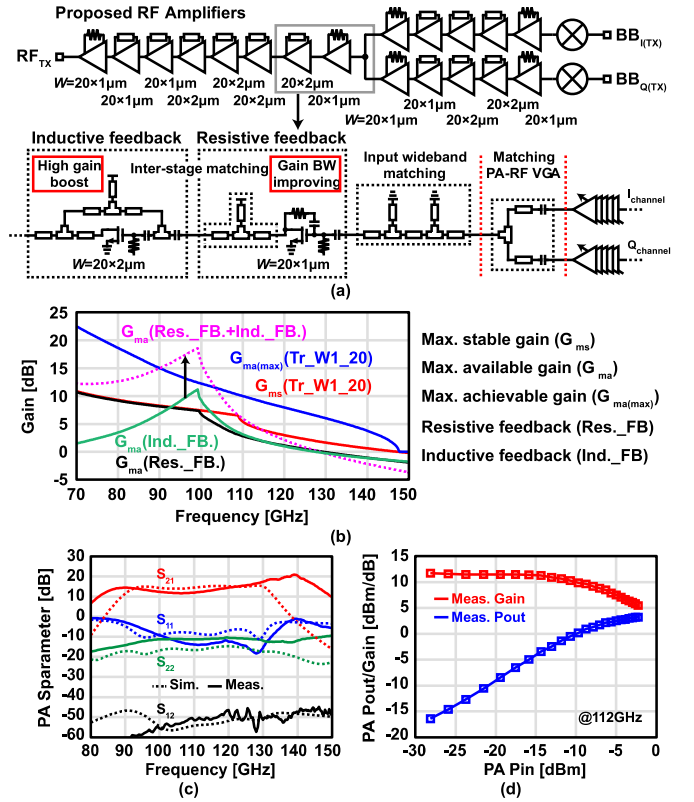 Proposed RF Amplifiers
RF_TX
BB_I(TX)
BB_Q(TX)
W=20×1μm
20×1μm
20×1μm
20×2μm
20×2μm
20×2μm
20×2μm
20×1μm
20×1μm
20×2μm
20×2μm
20×1μm
W=20×1μm
Inductive feedback
High gain boost
Inter-stage matching
W=20×2μm
Resistive feedback
Gain BW improving
W=20×1μm
Input wideband matching
Matching PA-RF VGA
I_channel
Q_channel
(a)
Gain [dB]
25
20
15
10
5
0
-5
G_ma(Res._FB.+Ind._FB.)
G_ma(max)(Tr_W1_20)
G_ms(Tr_W1_20)
G_ma(Ind._FB.)
G_ma(Res._FB.)
70 80 90 100 110 120 130 140 150
Frequency [GHz]
Max. stable gain (G_ms)
Max. available gain (G_ma)
Max. achievable gain (G_ma(max))
Resistive feedback (Res._FB)
Inductive feedback (Ind._FB)
(b)
PA Sparameter [dB]
30
20
10
0
-10
-20
-30
-40
-50
-60
S_21
S_11
S_22
Sim. Meas.
S_12
80 90 100 110 120 130 140 150
Frequency [GHz]
(c)
PA Pout/Gain [dBm/dB]
15
10
5
0
-5
-10
-15
-20
Meas. Gain
Meas. Pout
@112GHz
-30 -25 -20 -15 -10 -5 0
PA Pin [dBm]
(d)